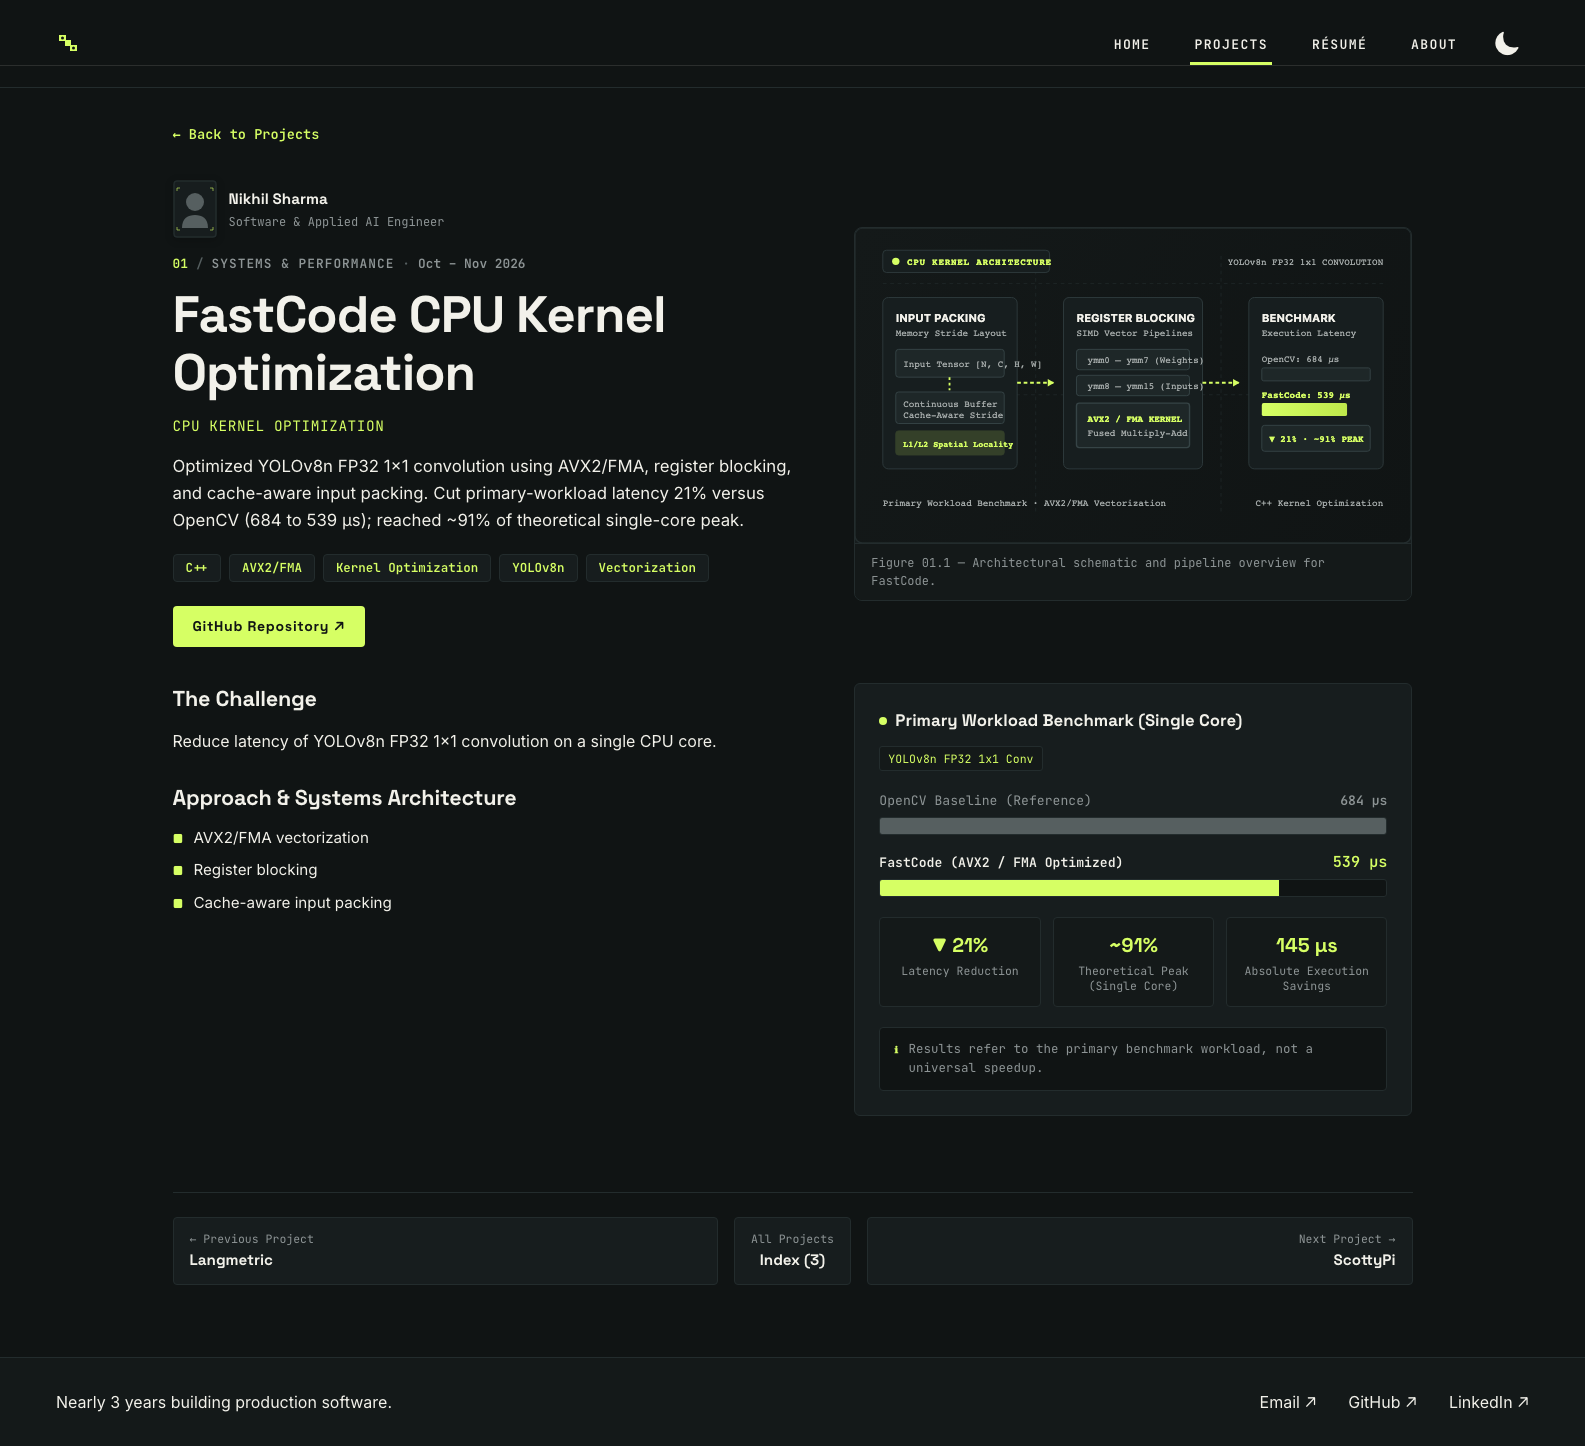 HOME PROJECTS RÉSUMÉ ABOUT
← Back to Projects
Nikhil Sharma
Software & Applied AI Engineer
01 / SYSTEMS & PERFORMANCE · Oct – Nov 2026
FastCode CPU Kernel
Optimization
CPU KERNEL OPTIMIZATION
Optimized YOLOv8n FP32 1×1 convolution using AVX2/FMA, register blocking,
and cache-aware input packing. Cut primary-workload latency 21% versus
OpenCV (684 to 539 µs); reached ~91% of theoretical single-core peak.
C++ AVX2/FMA Kernel Optimization YOLOv8n Vectorization
GitHub Repository ↗
CPU KERNEL ARCHITECTURE
YOLOv8n FP32 1x1 CONVOLUTION
INPUT PACKING
Memory Stride Layout
Input Tensor [N, C, H, W]
Continuous Buffer
Cache-Aware Stride
L1/L2 Spatial Locality
REGISTER BLOCKING
SIMD Vector Pipelines
ymm0 – ymm7 (Weights)
ymm8 – ymm15 (Inputs)
AVX2 / FMA KERNEL
Fused Multiply-Add
BENCHMARK
Execution Latency
OpenCV: 684 µs
FastCode: 539 µs
▼ 21% · ~91% PEAK
Primary Workload Benchmark · AVX2/FMA Vectorization
C++ Kernel Optimization
Figure 01.1 — Architectural schematic and pipeline overview for
FastCode.
The Challenge
Reduce latency of YOLOv8n FP32 1×1 convolution on a single CPU core.
Approach & Systems Architecture
AVX2/FMA vectorization
Register blocking
Cache-aware input packing
Primary Workload Benchmark (Single Core)
YOLOv8n FP32 1x1 Conv
OpenCV Baseline (Reference) 684 µs
FastCode (AVX2 / FMA Optimized) 539 µs
▼ 21%
Latency Reduction
~91%
Theoretical Peak
(Single Core)
145 µs
Absolute Execution
Savings
ℹ Results refer to the primary benchmark workload, not a
universal speedup.
← Previous Project
Langmetric
All Projects
Index (3)
Next Project →
ScottyPi
Nearly 3 years building production software.
Email ↗ GitHub ↗ LinkedIn ↗